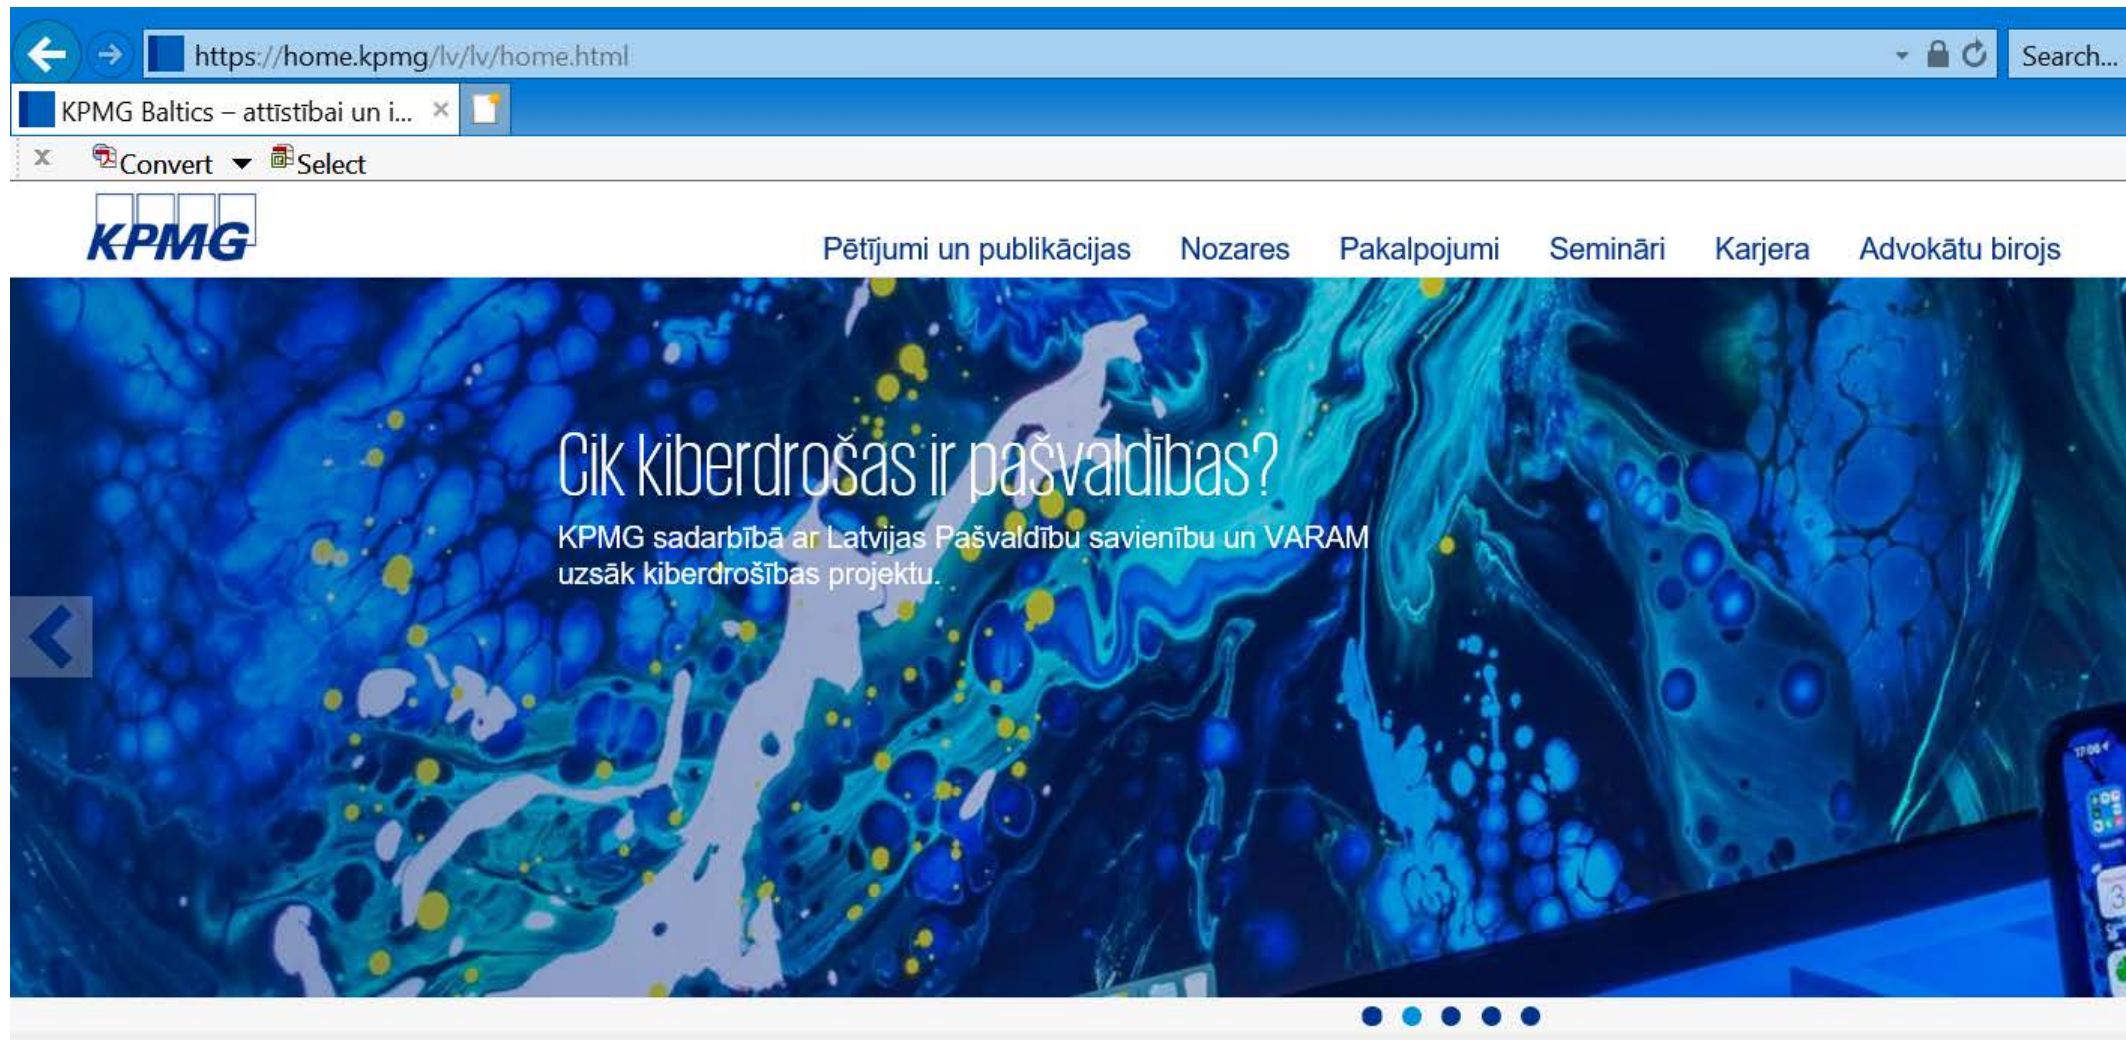 https://home.kpmg/lv/lv/home.html
Search...
KPMG Baltics – attīstībai un i...
Convert
Select
KPMG
Pētījumi un publikācijas Nozares Pakalpojumi Semināri Karjera Advokātu birojs
Cik kiberdrošas ir pašvaldības?
KPMG sadarbībā ar Latvijas Pašvaldību savienību un VARAM
uzsāk kiberdrošības projektu.